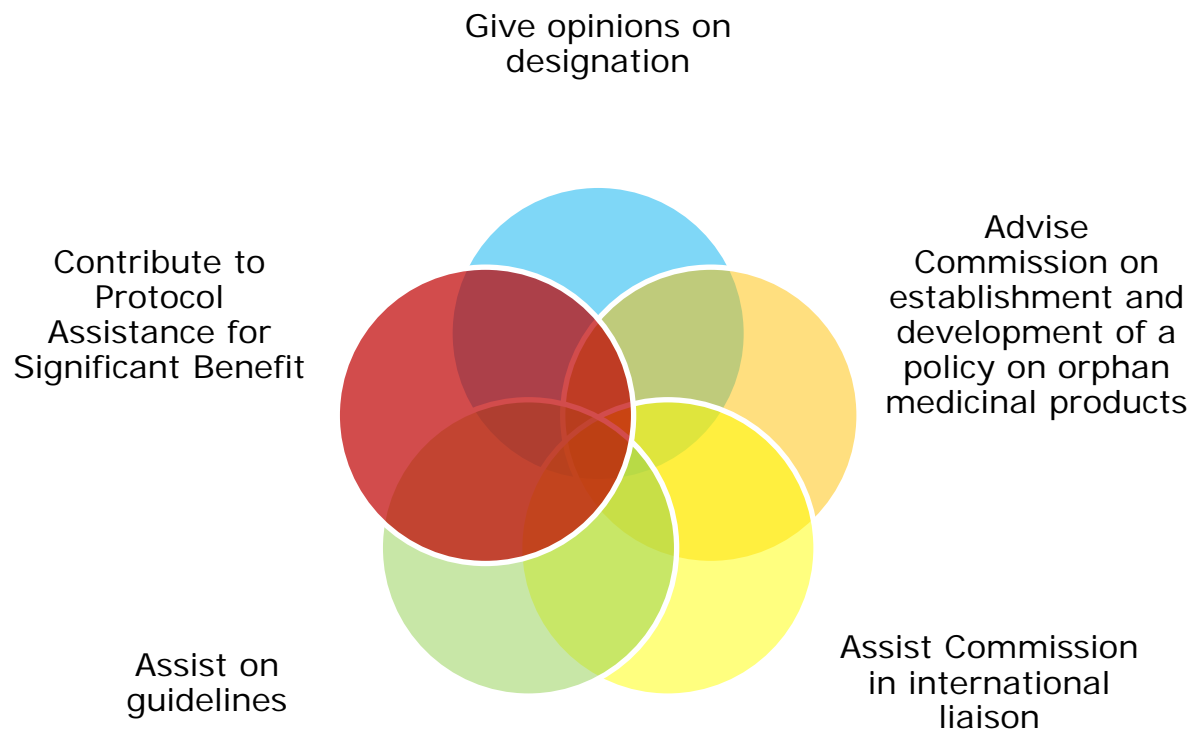 Give opinions on
designation
Advise
Commission on
establishment and
development of a
policy on orphan
medicinal products
Assist Commission
in international
liaison
Assist on
guidelines
Contribute to
Protocol
Assistance for
Significant Benefit